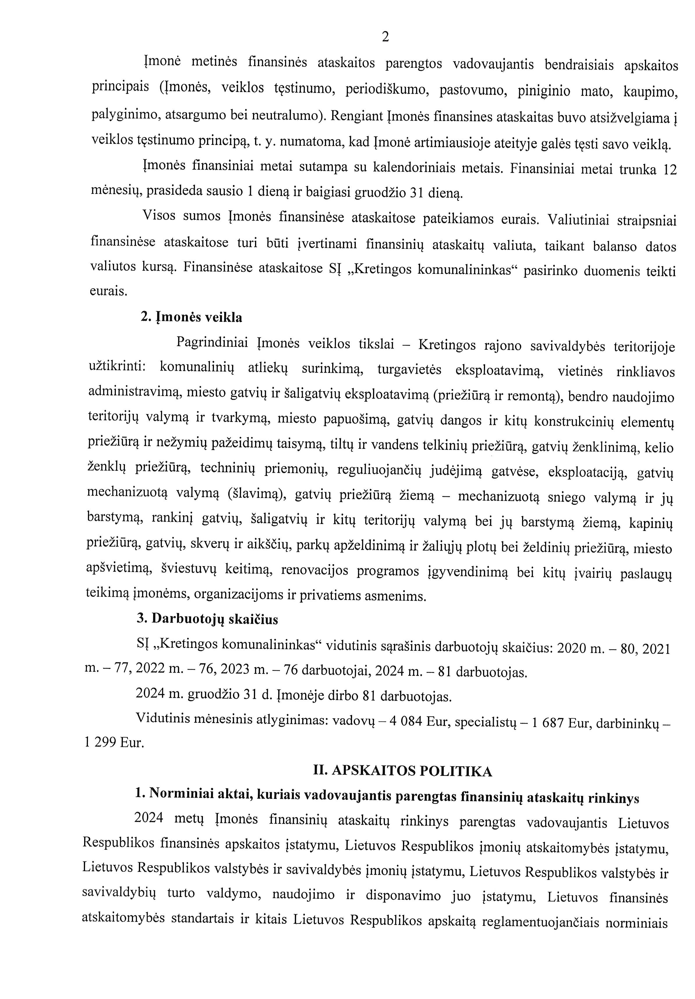 2
Įmonė metinės finansinės ataskaitos parengtos vadovaujantis bendraisiais apskaitos
principais (Įmonės, veiklos tęstinumo, periodiškumo, pastovumo, piniginio mato, kaupimo,
palyginimo, atsargumo bei neutralumo). Rengiant Įmonės finansines ataskaitas buvo atsižvelgiama į
veiklos tęstinumo principą, t. y. numatoma, kad Įmonė artimiausioje ateityje galės tęsti savo veiklą.
Įmonės finansiniai metai sutampa su kalendoriniais metais. Finansiniai metai trunka 12
mėnesių, prasideda sausio 1 dieną ir baigiasi gruodžio 31 dieną.
Visos sumos Įmonės finansinėse ataskaitose pateikiamos eurais. Valiutiniai straipsniai
finansinėse ataskaitose turi būti įvertinami finansinių ataskaitų valiuta, taikant balanso datos
valiutos kursą. Finansinėse ataskaitose SĮ „Kretingos komunalininkas“ pasirinko duomenis teikti
eurais.
2. Įmonės veikla
Pagrindiniai Įmonės veiklos tikslai – Kretingos rajono savivaldybės teritorijoje
užtikrinti: komunalinių atliekų surinkimą, turgavietės eksploatavimą, vietinės rinkliavos
administravimą, miesto gatvių ir šaligatvių eksploatavimą (priežiūrą ir remontą), bendro naudojimo
teritorijų valymą ir tvarkymą, miesto papuošimą, gatvių dangos ir kitų konstrukcinių elementų
priežiūrą ir nežymių pažeidimų taisymą, tiltų ir vandens telkinių priežiūrą, gatvių ženklinimą, kelio
ženklų priežiūrą, techninių priemonių, reguliuojančių judėjimą gatvėse, eksploataciją, gatvių
mechanizuotą valymą (šlavimą), gatvių priežiūrą žiemą – mechanizuotą sniego valymą ir jų
barstymą, rankinį gatvių, šaligatvių ir kitų teritorijų valymą bei jų barstymą žiemą, kapinių
priežiūrą, gatvių, skverų ir aikščių, parkų apželdinimą ir žaliųjų plotų bei želdinių priežiūrą, miesto
apšvietimą, šviestuvų keitimą, renovacijos programos įgyvendinimą bei kitų įvairių paslaugų
teikimą įmonėms, organizacijoms ir privatiems asmenims.
3. Darbuotojų skaičius
SĮ „Kretingos komunalininkas“ vidutinis sąrašinis darbuotojų skaičius: 2020 m. – 80, 2021
m. – 77, 2022 m. – 76, 2023 m. – 76 darbuotojai, 2024 m. – 81 darbuotojas.
2024 m. gruodžio 31 d. Įmonėje dirbo 81 darbuotojas.
Vidutinis mėnesinis atlyginimas: vadovų – 4 084 Eur, specialistų – 1 687 Eur, darbininkų –
1 299 Eur.
II. APSKAITOS POLITIKA
1. Norminiai aktai, kuriais vadovaujantis parengtas finansinių ataskaitų rinkinys
2024 metų Įmonės finansinių ataskaitų rinkinys parengtas vadovaujantis Lietuvos
Respublikos finansinės apskaitos įstatymu, Lietuvos Respublikos įmonių atskaitomybės įstatymu,
Lietuvos Respublikos valstybės ir savivaldybės įmonių įstatymu, Lietuvos Respublikos valstybės ir
savivaldybių turto valdymo, naudojimo ir disponavimo juo įstatymu, Lietuvos finansinės
atskaitomybės standartais ir kitais Lietuvos Respublikos apskaitą reglamentuojančiais norminiais